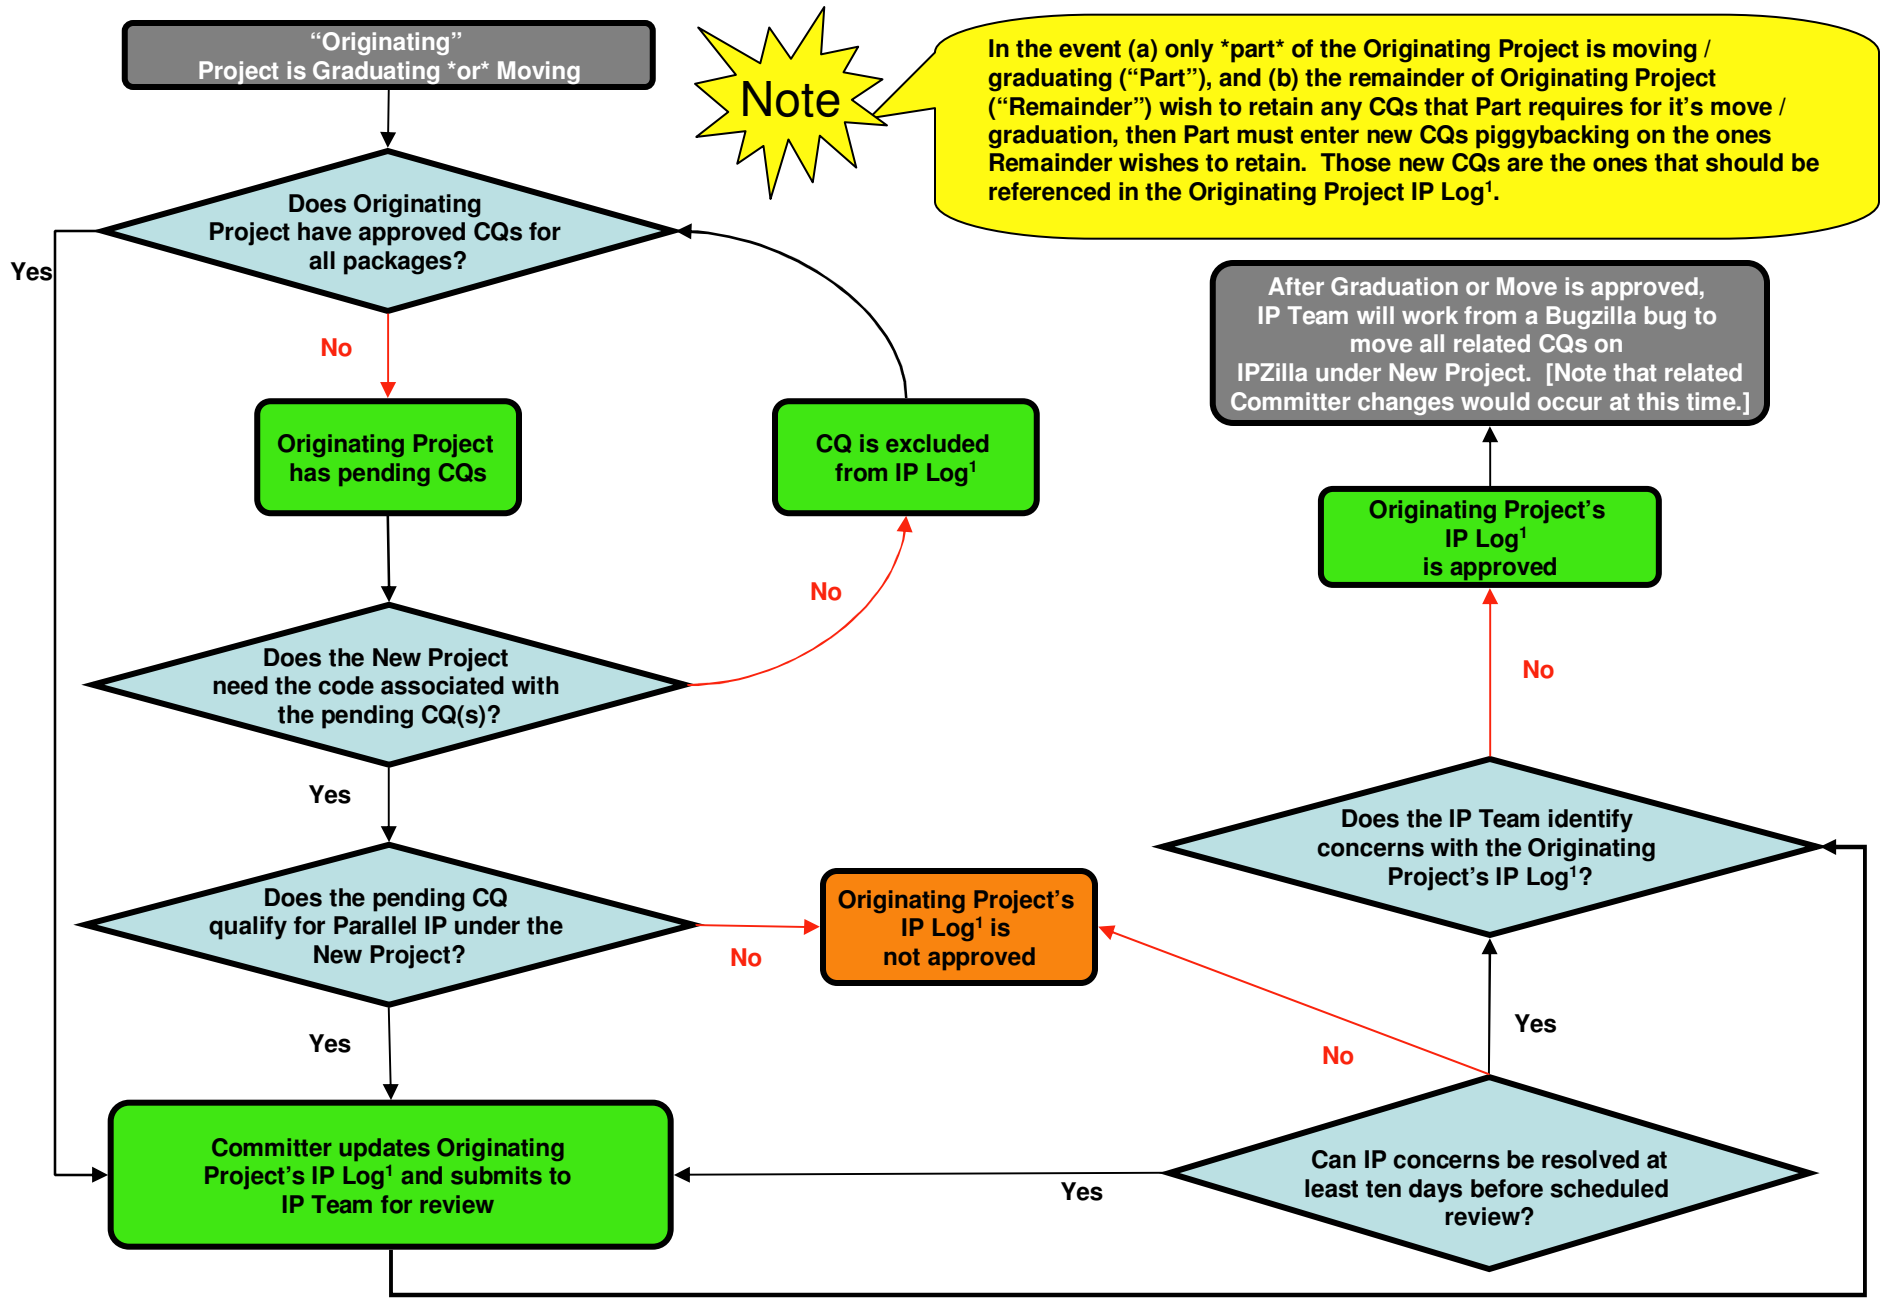 “Originating”
Project is Graduating *or* Moving
Note
In the event (a) only *part* of the Originating Project is moving /
graduating (“Part”), and (b) the remainder of Originating Project
(“Remainder”) wish to retain any CQs that Part requires for it’s move /
graduation, then Part must enter new CQs piggybacking on the ones
Remainder wishes to retain.  Those new CQs are the ones that should be
referenced in the Originating Project IP Log¹.
Does Originating
Project have approved CQs for
all packages?
Yes
No
After Graduation or Move is approved,
IP Team will work from a Bugzilla bug to
move all related CQs on
IPZilla under New Project.  [Note that related
Committer changes would occur at this time.]
Originating Project
has pending CQs
CQ is excluded
from IP Log¹
Originating Project’s
IP Log¹
is approved
No
No
Does the New Project
need the code associated with
the pending CQ(s)?
Yes
Does the IP Team identify
concerns with the Originating
Project’s IP Log¹?
Does the pending CQ
qualify for Parallel IP under the
New Project?
No
Originating Project’s
IP Log¹ is
not approved
Yes
Yes
No
Committer updates Originating
Project’s IP Log¹ and submits to
IP Team for review
Yes
Can IP concerns be resolved at
least ten days before scheduled
review?